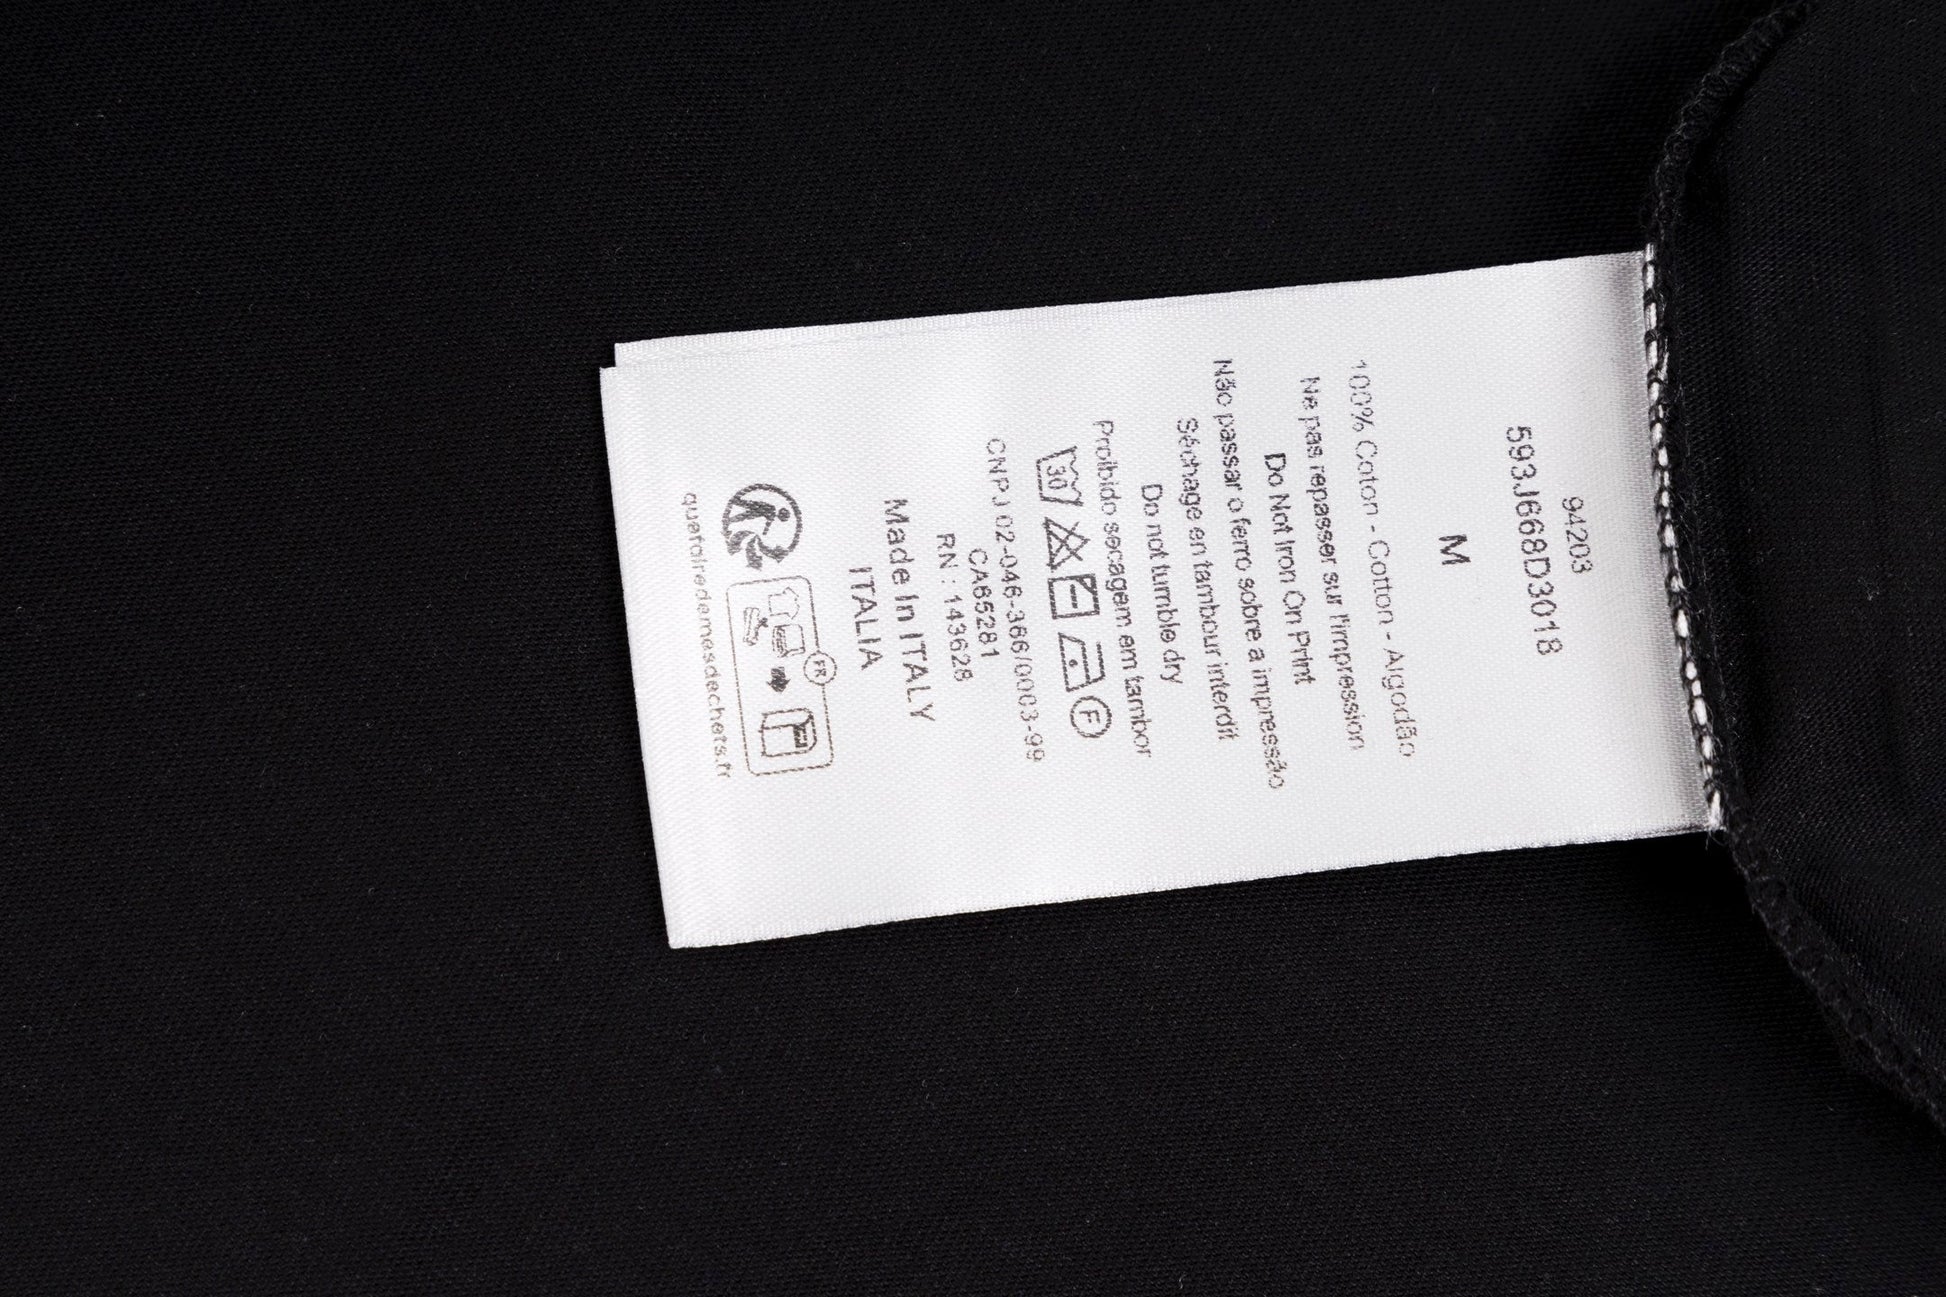 94203
593J668D3018
M
100% Coton - Cotton - Algodão
Ne pas repasser sur l'impression
Do Not Iron On Print
Não passar o ferro sobre a impressão
Séchage en tambour interdit
Do not tumble dry
Proibido secagem em tambor
30 F
CNPJ 02-046-366/0003-99
CA65281
RN : 143628
Made In ITALY
ITALIA
FR
quefairedemesdechets.fr